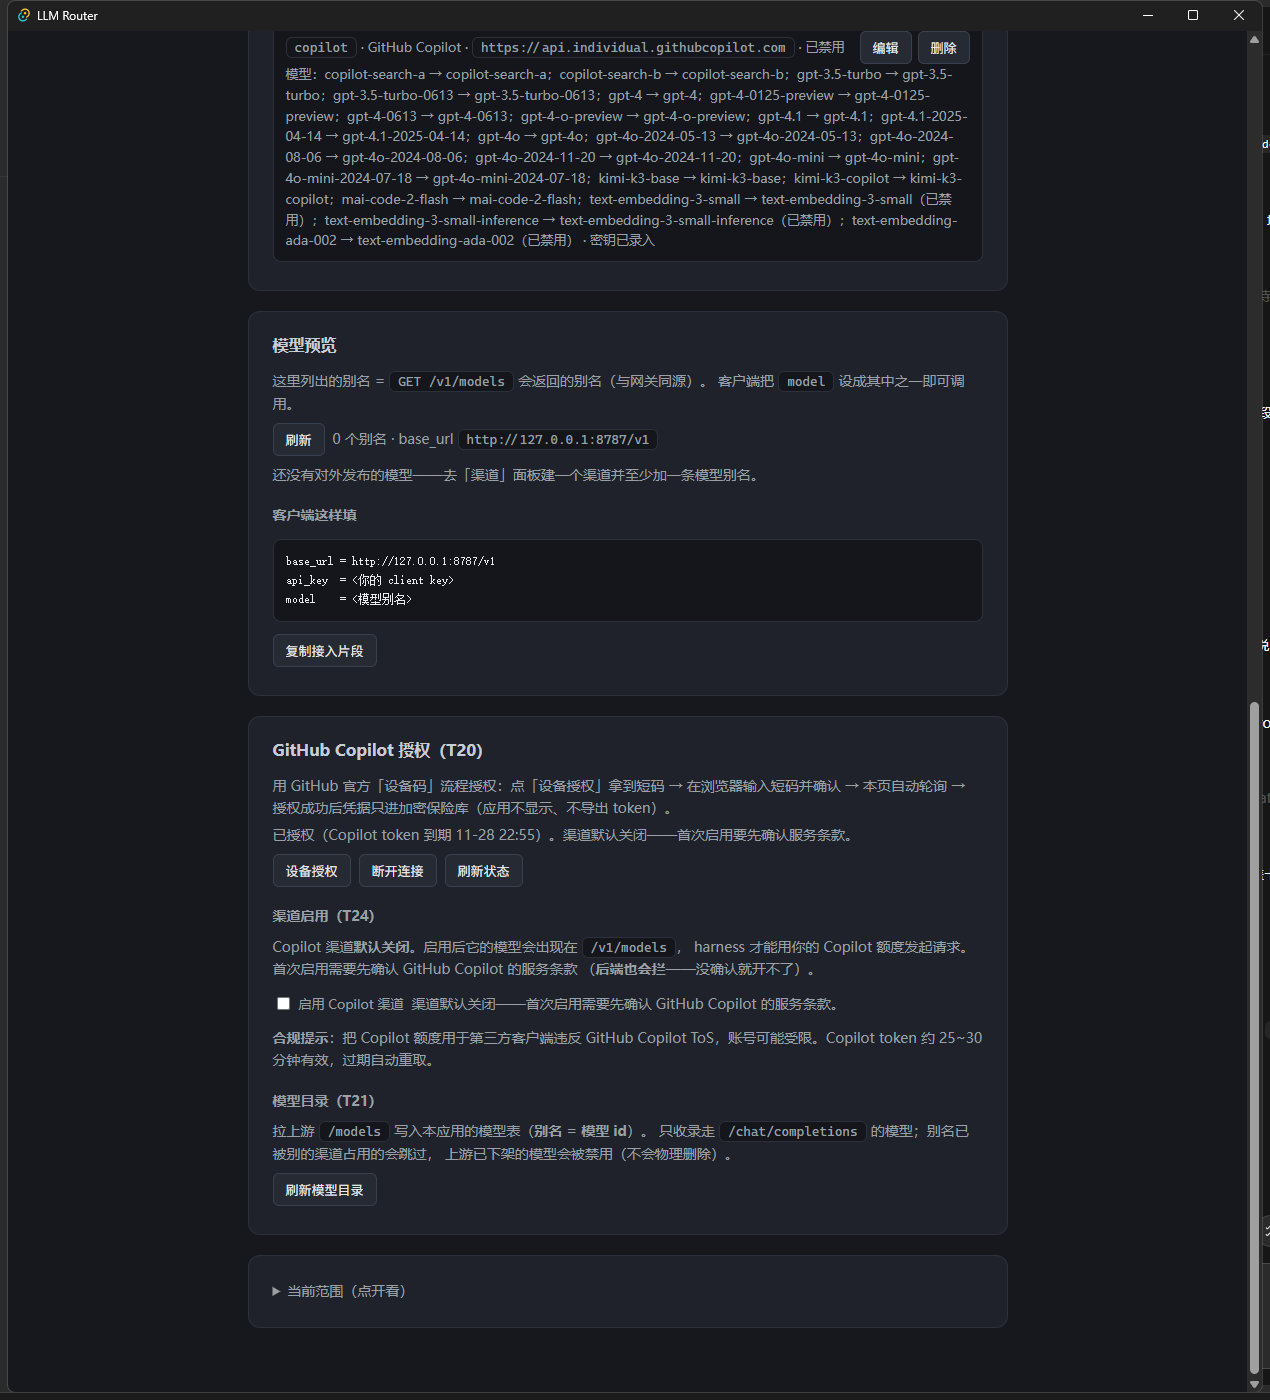 LLM Router
copilot · GitHub Copilot · https://api.individual.githubcopilot.com · 已禁用 编辑 删除
模型：copilot-search-a → copilot-search-a；copilot-search-b → copilot-search-b；gpt-3.5-turbo → gpt-3.5-
turbo；gpt-3.5-turbo-0613 → gpt-3.5-turbo-0613；gpt-4 → gpt-4；gpt-4-0125-preview → gpt-4-0125-
preview；gpt-4-0613 → gpt-4-0613；gpt-4-o-preview → gpt-4-o-preview；gpt-4.1 → gpt-4.1；gpt-4.1-2025-
04-14 → gpt-4.1-2025-04-14；gpt-4o → gpt-4o；gpt-4o-2024-05-13 → gpt-4o-2024-05-13；gpt-4o-2024-
08-06 → gpt-4o-2024-08-06；gpt-4o-2024-11-20 → gpt-4o-2024-11-20；gpt-4o-mini → gpt-4o-mini；gpt-
4o-mini-2024-07-18 → gpt-4o-mini-2024-07-18；kimi-k3-base → kimi-k3-base；kimi-k3-copilot → kimi-k3-
copilot；mai-code-2-flash → mai-code-2-flash；text-embedding-3-small → text-embedding-3-small（已禁
用）；text-embedding-3-small-inference → text-embedding-3-small-inference（已禁用）；text-embedding-
ada-002 → text-embedding-ada-002（已禁用） · 密钥已录入
模型预览
这里列出的别名 = GET /v1/models 会返回的别名（与网关同源）。 客户端把 model 设成其中之一即可调
用。
刷新 0 个别名 · base_url http://127.0.0.1:8787/v1
还没有对外发布的模型——去「渠道」面板建一个渠道并至少加一条模型别名。
客户端这样填
base_url = http://127.0.0.1:8787/v1
api_key = <你的 client key>
model = <模型别名>
复制接入片段
GitHub Copilot 授权（T20）
用 GitHub 官方「设备码」流程授权：点「设备授权」拿到短码 → 在浏览器输入短码并确认 → 本页自动轮询 →
授权成功后凭据只进加密保险库（应用不显示、不导出 token）。
已授权（Copilot token 到期 11-28 22:55）。渠道默认关闭——首次启用要先确认服务条款。
设备授权 断开连接 刷新状态
渠道启用（T24）
Copilot 渠道默认关闭。启用后它的模型会出现在 /v1/models ， harness 才能用你的 Copilot 额度发起请求。
首次启用需要先确认 GitHub Copilot 的服务条款 （后端也会拦——没确认就开不了）。
启用 Copilot 渠道 渠道默认关闭——首次启用需要先确认 GitHub Copilot 的服务条款。
合规提示：把 Copilot 额度用于第三方客户端违反 GitHub Copilot ToS，账号可能受限。Copilot token 约 25~30
分钟有效，过期自动重取。
模型目录（T21）
拉上游 /models 写入本应用的模型表（别名 = 模型 id）。 只收录走 /chat/completions 的模型；别名已
被别的渠道占用的会跳过， 上游已下架的模型会被禁用（不会物理删除）。
刷新模型目录
当前范围（点开看）